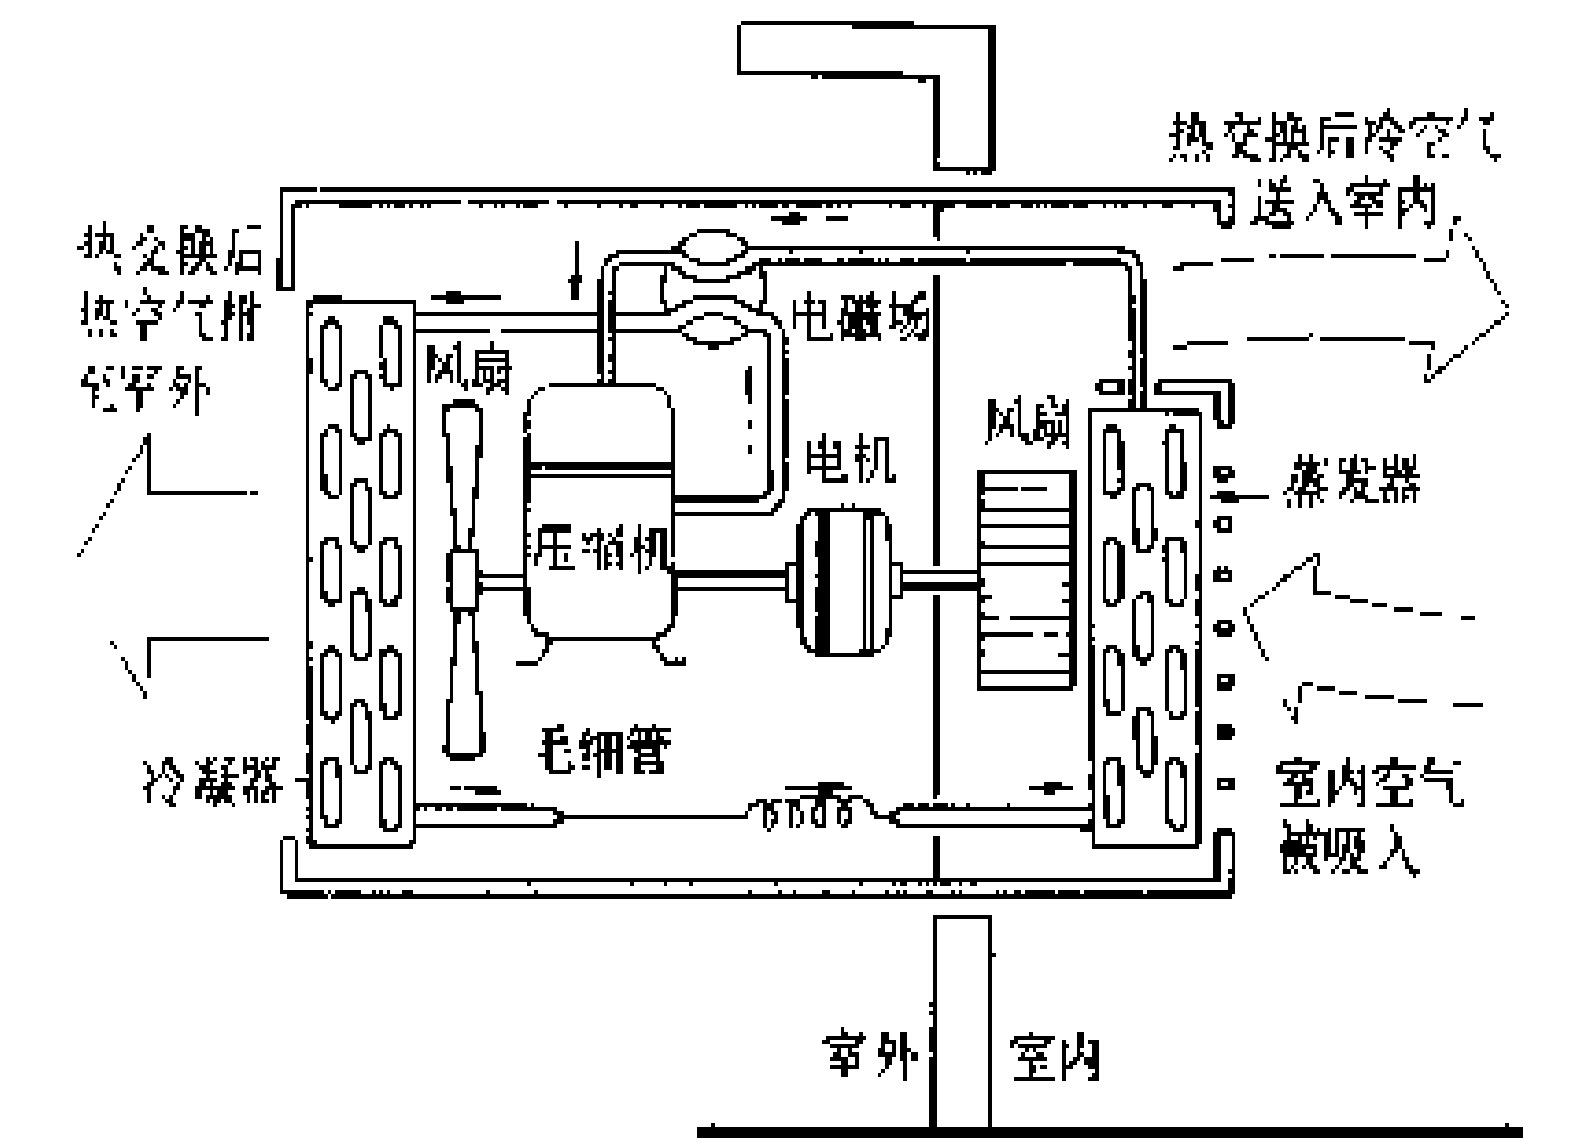 热交换后冷空气
送入室内
热交换后
热空气排
至室外
电磁场
风扇
风扇
电机
蒸发器
压缩机
毛细管
冷凝器
室内空气
被吸入
室外
室内